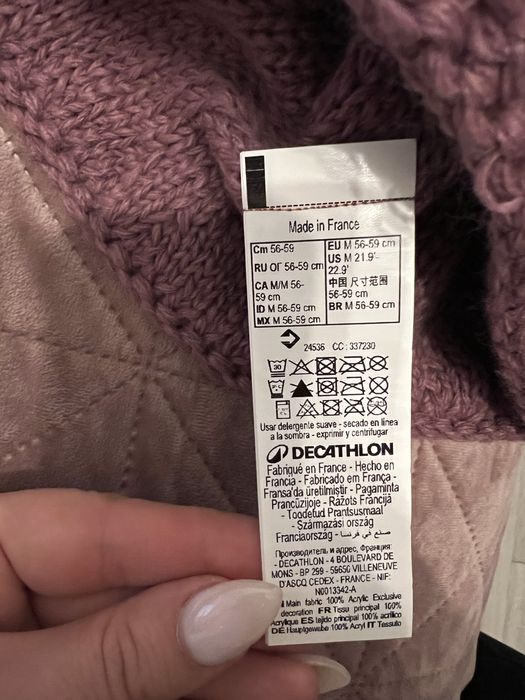 Made in France
Cm 56-59
RU ОГ 56-59 cm
CA M/M 56-
59 cm
ID M 56-59 cm
MX M 56-59 cm
EU M 56-59 cm
US M 21.9'-
22.9'
中国 尺寸范围
56-59 cm
BR M 56-59 cm
24536 CC : 337230
30
Usar detergente suave - secado en linea
a la sombra - exprimir y centrifugar
DECATHLON
Fabriqué en France - Hecho en
Francia - Fabricado em França -
Fransa'da üretilmiştir - Pagaminta
Prancūzijoje - Ražots Francijā
- Toodetud Prantsusmaal
- Származási ország
Franciaország - صنع في فرنسا
Производитель и адрес, Франция:
- DECATHLON - 4 BOULEVARD DE
MONS - BP 299 - 59650 VILLENEUVE
D'ASCQ CEDEX - FRANCE - NIF:
N0013342-A
Main fabric 100% Acrylic Exclusive
decoration FR Tissu principal 100%
Acrylique ES tejido principal 100% acrílico
DE Hauptgewebe 100% Acryl IT Tessuto